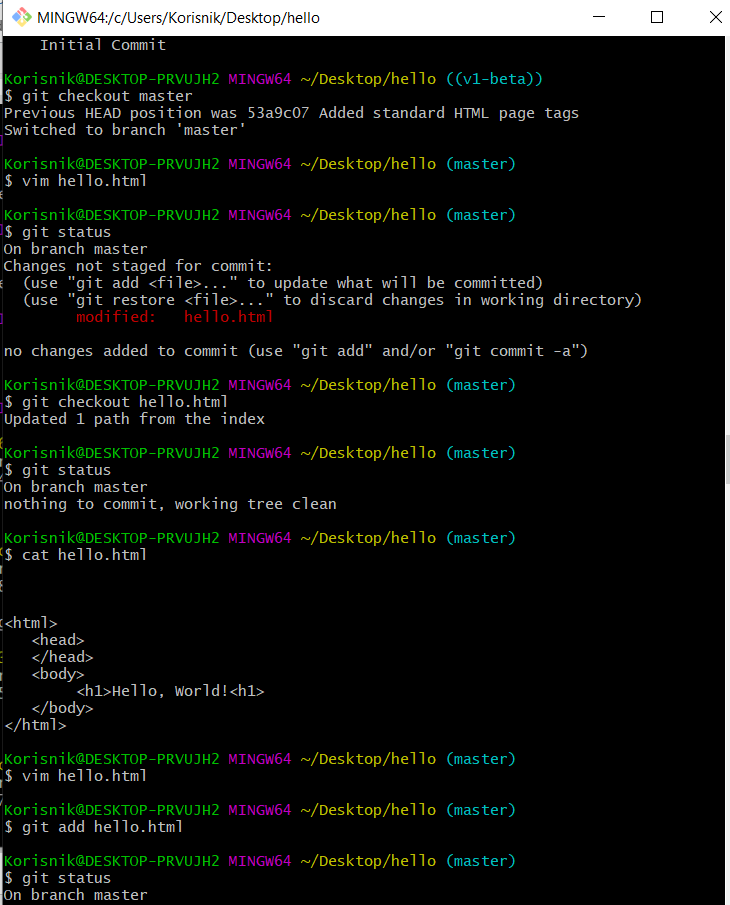 MINGW64:/c/Users/Korisnik/Desktop/hello
Initial Commit
Korisnik@DESKTOP-PRVUJH2 MINGW64 ~/Desktop/hello ((v1-beta))
$ git checkout master
Previous HEAD position was 53a9c07 Added standard HTML page tags
Switched to branch 'master'
Korisnik@DESKTOP-PRVUJH2 MINGW64 ~/Desktop/hello (master)
$ vim hello.html
Korisnik@DESKTOP-PRVUJH2 MINGW64 ~/Desktop/hello (master)
$ git status
On branch master
Changes not staged for commit:
  (use "git add <file>..." to update what will be committed)
  (use "git restore <file>..." to discard changes in working directory)
        modified:   hello.html
no changes added to commit (use "git add" and/or "git commit -a")
Korisnik@DESKTOP-PRVUJH2 MINGW64 ~/Desktop/hello (master)
$ git checkout hello.html
Updated 1 path from the index
Korisnik@DESKTOP-PRVUJH2 MINGW64 ~/Desktop/hello (master)
$ git status
On branch master
nothing to commit, working tree clean
Korisnik@DESKTOP-PRVUJH2 MINGW64 ~/Desktop/hello (master)
$ cat hello.html
<html>
   <head>
   </head>
   <body>
        <h1>Hello, World!<h1>
   </body>
</html>
Korisnik@DESKTOP-PRVUJH2 MINGW64 ~/Desktop/hello (master)
$ vim hello.html
Korisnik@DESKTOP-PRVUJH2 MINGW64 ~/Desktop/hello (master)
$ git add hello.html
Korisnik@DESKTOP-PRVUJH2 MINGW64 ~/Desktop/hello (master)
$ git status
On branch master